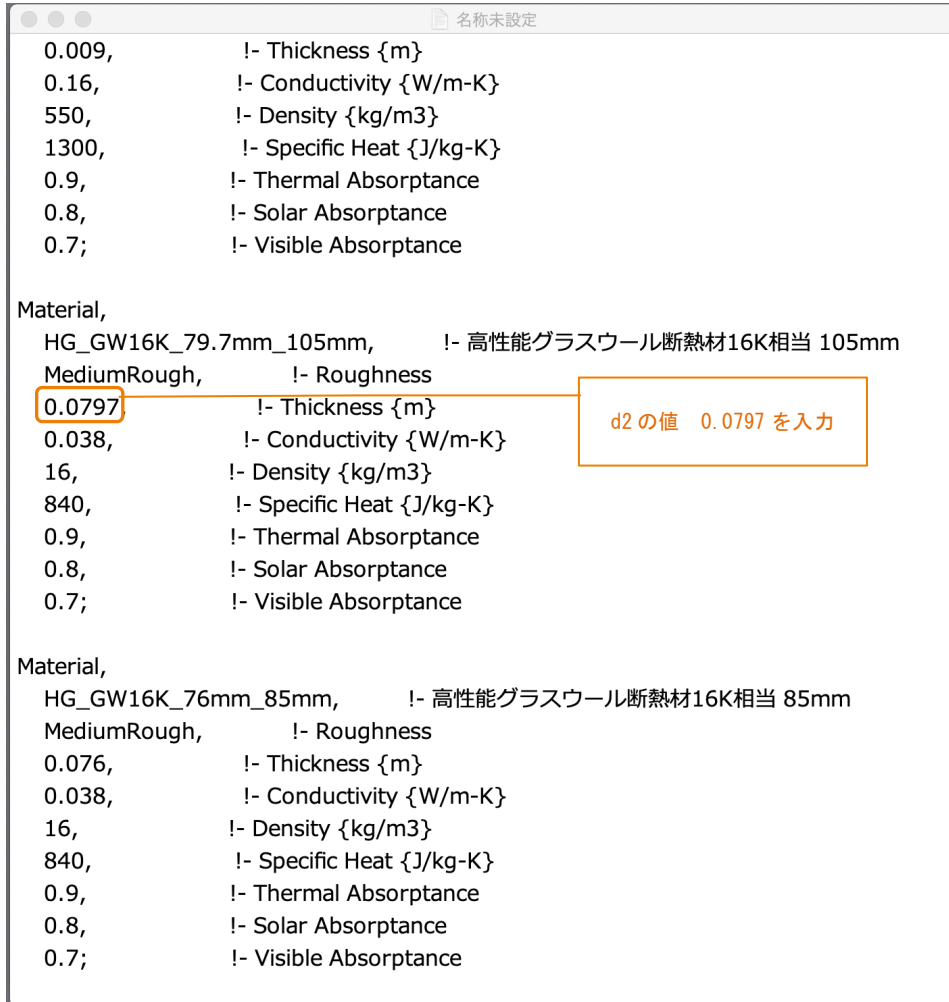 名称未設定
0.009, !- Thickness {m}
0.16, !- Conductivity {W/m-K}
550, !- Density {kg/m3}
1300, !- Specific Heat {J/kg-K}
0.9, !- Thermal Absorptance
0.8, !- Solar Absorptance
0.7; !- Visible Absorptance
Material,
HG_GW16K_79.7mm_105mm, !- 高性能グラスウール断熱材16K相当 105mm
MediumRough, !- Roughness
0.0797, !- Thickness {m}
d2 の値 0.0797 を入力
0.038, !- Conductivity {W/m-K}
16, !- Density {kg/m3}
840, !- Specific Heat {J/kg-K}
0.9, !- Thermal Absorptance
0.8, !- Solar Absorptance
0.7; !- Visible Absorptance
Material,
HG_GW16K_76mm_85mm, !- 高性能グラスウール断熱材16K相当 85mm
MediumRough, !- Roughness
0.076, !- Thickness {m}
0.038, !- Conductivity {W/m-K}
16, !- Density {kg/m3}
840, !- Specific Heat {J/kg-K}
0.9, !- Thermal Absorptance
0.8, !- Solar Absorptance
0.7; !- Visible Absorptance